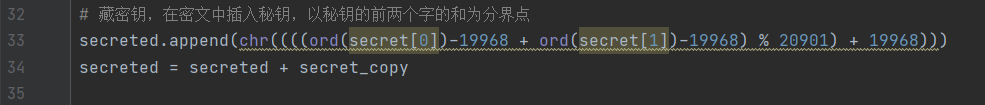 32 # 藏密钥，在密文中插入秘钥，以秘钥的前两个字的和为分界点
33 secreted.append(chr((((ord(secret[0])-19968 + ord(secret[1])-19968) % 20901) + 19968)))
34 secreted = secreted + secret_copy
35